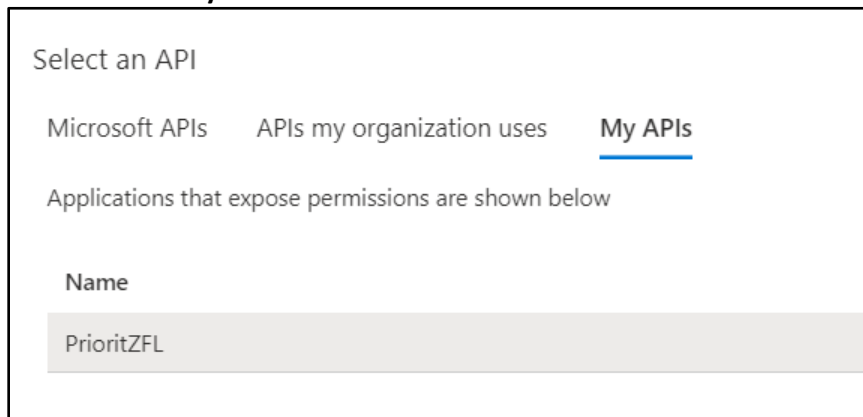 Select an API
Microsoft APIs APIs my organization uses My APIs
Applications that expose permissions are shown below
Name
PrioritZFL